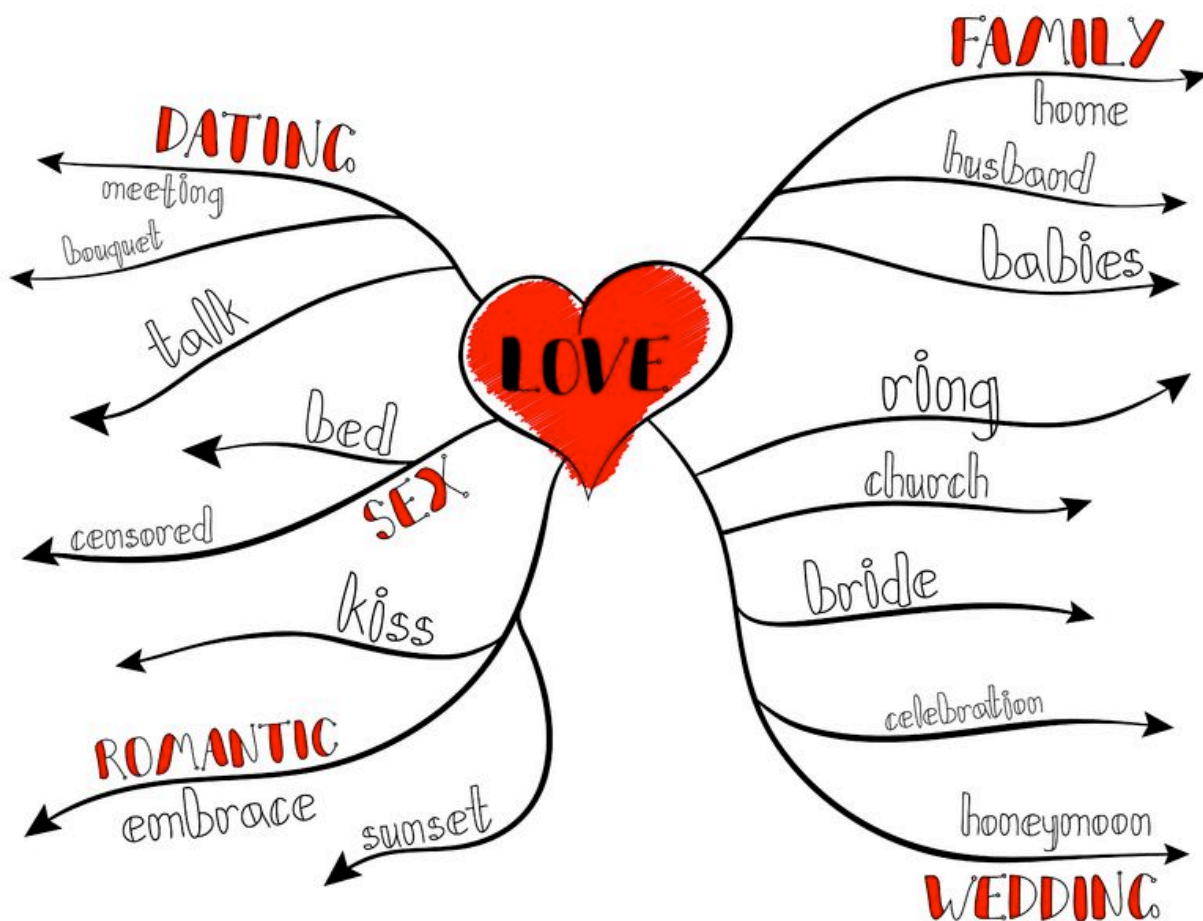 FAMILY
home
husband
babies
DATING
meeting
bouquet
talk
LOVE
bed
SEX
censored
kiss
ROMANTIC
embrace
sunset
ring
church
bride
celebration
honeymoon
WEDDING